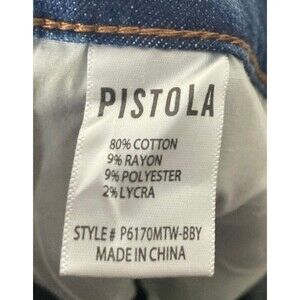 PISTOLA
80% COTTON
9% RAYON
9% POLYESTER
2% LYCRA
STYLE# P6170MTW-BBY
MADE IN CHINA